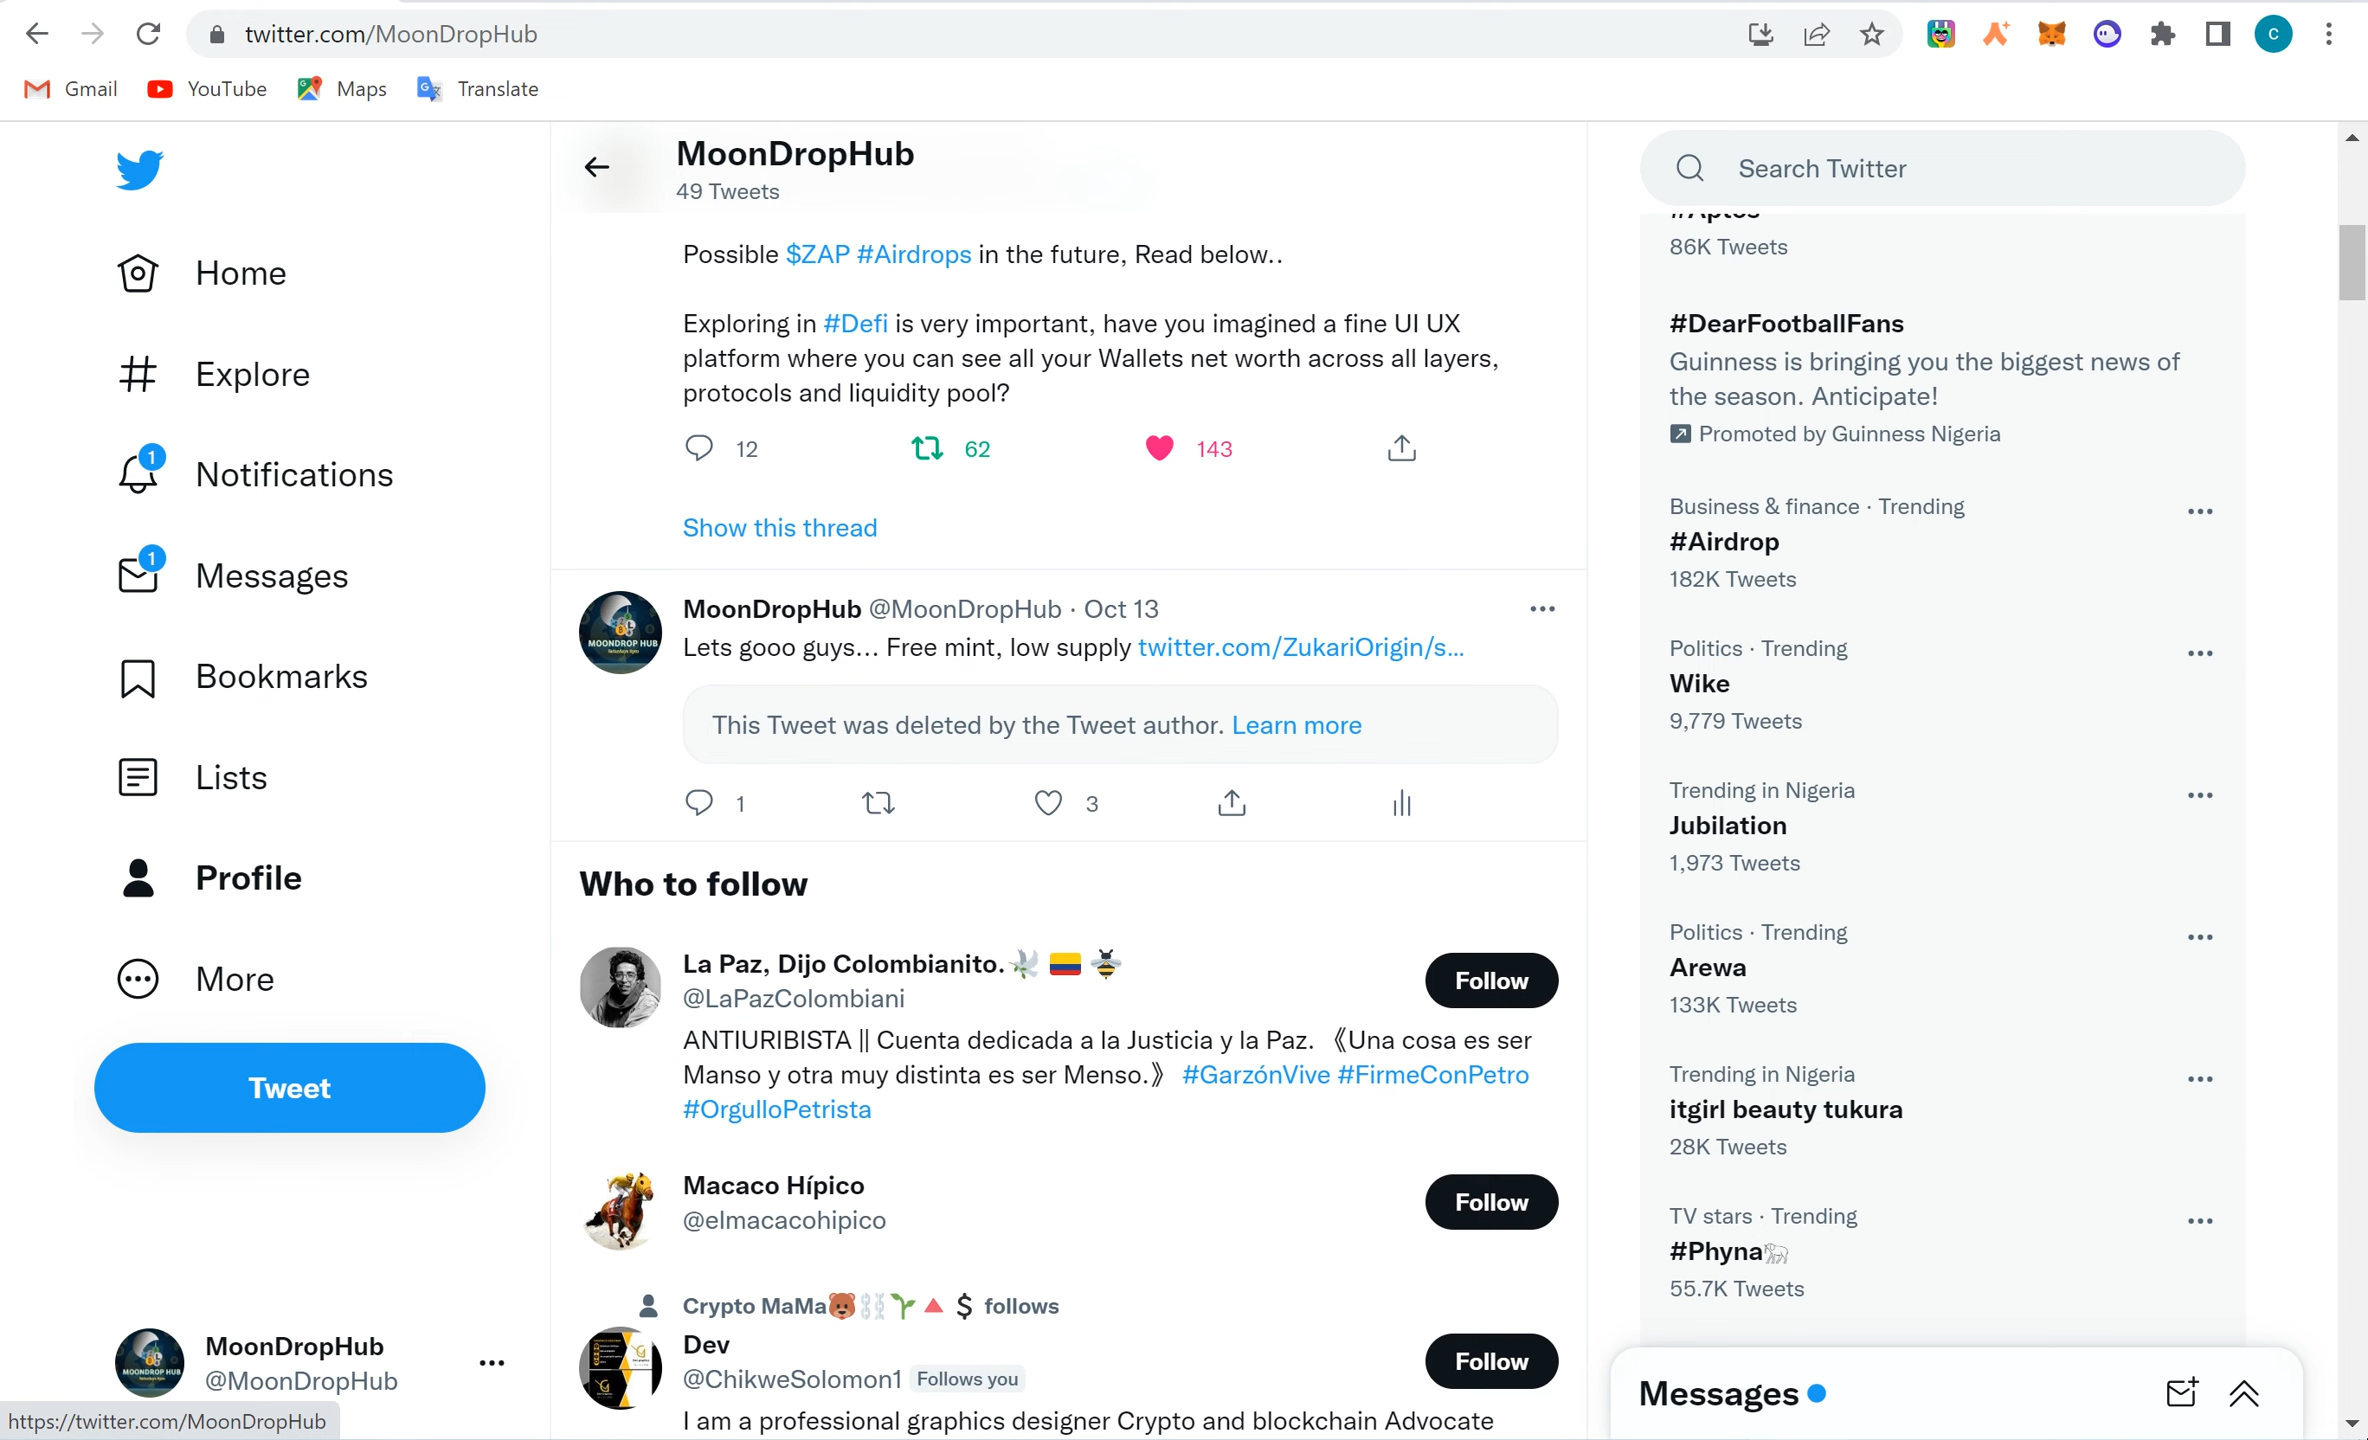 twitter.com/MoonDropHub
C
Gmail
YouTube
Maps
Translate
Home
Explore
1
Notifications
1
Messages
Bookmarks
Lists
Profile
More
Tweet
MoonDropHub
@MoonDropHub
https://twitter.com/MoonDropHub
MoonDropHub
49 Tweets
Possible $ZAP #Airdrops in the future, Read below..
Exploring in #Defi is very important, have you imagined a fine UI UX
platform where you can see all your Wallets net worth across all layers,
protocols and liquidity pool?
12 62 143
Show this thread
MOONDROP HUB
MoonDropHub @MoonDropHub · Oct 13
Lets gooo guys... Free mint, low supply twitter.com/ZukariOrigin/s...
This Tweet was deleted by the Tweet author. Learn more
1 3
Who to follow
La Paz, Dijo Colombianito.🕊️🇨🇴🐝
@LaPazColombiani
Follow
ANTIURIBISTA || Cuenta dedicada a la Justicia y la Paz. 《Una cosa es ser
Manso y otra muy distinta es ser Menso.》 #GarzónVive #FirmeConPetro
#OrgulloPetrista
Macaco Hípico
@elmacacohipico
Follow
Crypto MaMa🐻⛓️🌱🔺💲 follows
Dev
@ChikweSolomon1 Follows you
Follow
I am a professional graphics designer Crypto and blockchain Advocate
Search Twitter
#Aptos
86K Tweets
#DearFootballFans
Guinness is bringing you the biggest news of
the season. Anticipate!
Promoted by Guinness Nigeria
Business & finance · Trending
#Airdrop
182K Tweets
Politics · Trending
Wike
9,779 Tweets
Trending in Nigeria
Jubilation
1,973 Tweets
Politics · Trending
Arewa
133K Tweets
Trending in Nigeria
itgirl beauty tukura
28K Tweets
TV stars · Trending
#Phyna
55.7K Tweets
Messages
MOONDROP HUB